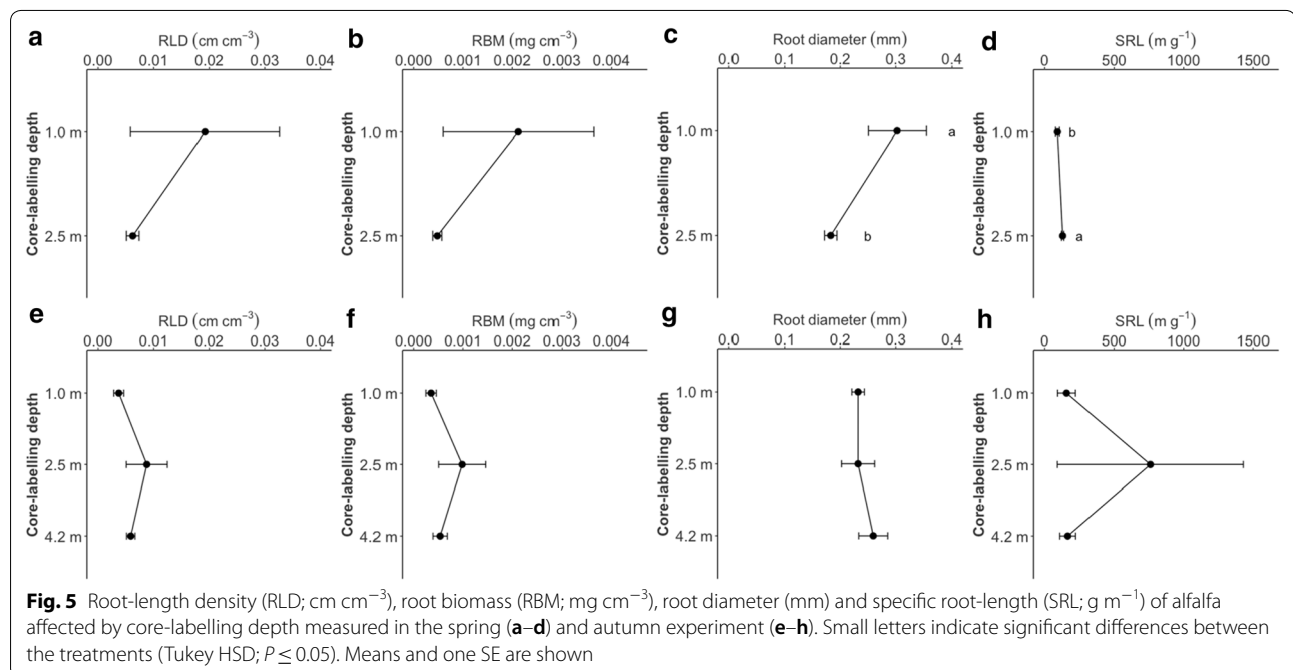 a RLD (cm cm⁻³)
0.00 0.01 0.02 0.03 0.04
Core-labelling depth
1.0 m
2.5 m
b RBM (mg cm⁻³)
0.000 0.001 0.002 0.003 0.004
Core-labelling depth
1.0 m
2.5 m
c Root diameter (mm)
0.0 0.1 0.2 0.3 0.4
Core-labelling depth
1.0 m a
2.5 m b
d SRL (m g⁻¹)
0 500 1000 1500
Core-labelling depth
1.0 m b
2.5 m a
e RLD (cm cm⁻³)
0.00 0.01 0.02 0.03 0.04
Core-labelling depth
1.0 m
2.5 m
4.2 m
f RBM (mg cm⁻³)
0.000 0.001 0.002 0.003 0.004
Core-labelling depth
1.0 m
2.5 m
4.2 m
g Root diameter (mm)
0.0 0.1 0.2 0.3 0.4
Core-labelling depth
1.0 m
2.5 m
4.2 m
h SRL (m g⁻¹)
0 500 1000 1500
Core-labelling depth
1.0 m
2.5 m
4.2 m
Fig. 5 Root-length density (RLD; cm cm⁻³), root biomass (RBM; mg cm⁻³), root diameter (mm) and specific root-length (SRL; g m⁻¹) of alfalfa
affected by core-labelling depth measured in the spring (a–d) and autumn experiment (e–h). Small letters indicate significant differences between
the treatments (Tukey HSD; P ≤ 0.05). Means and one SE are shown